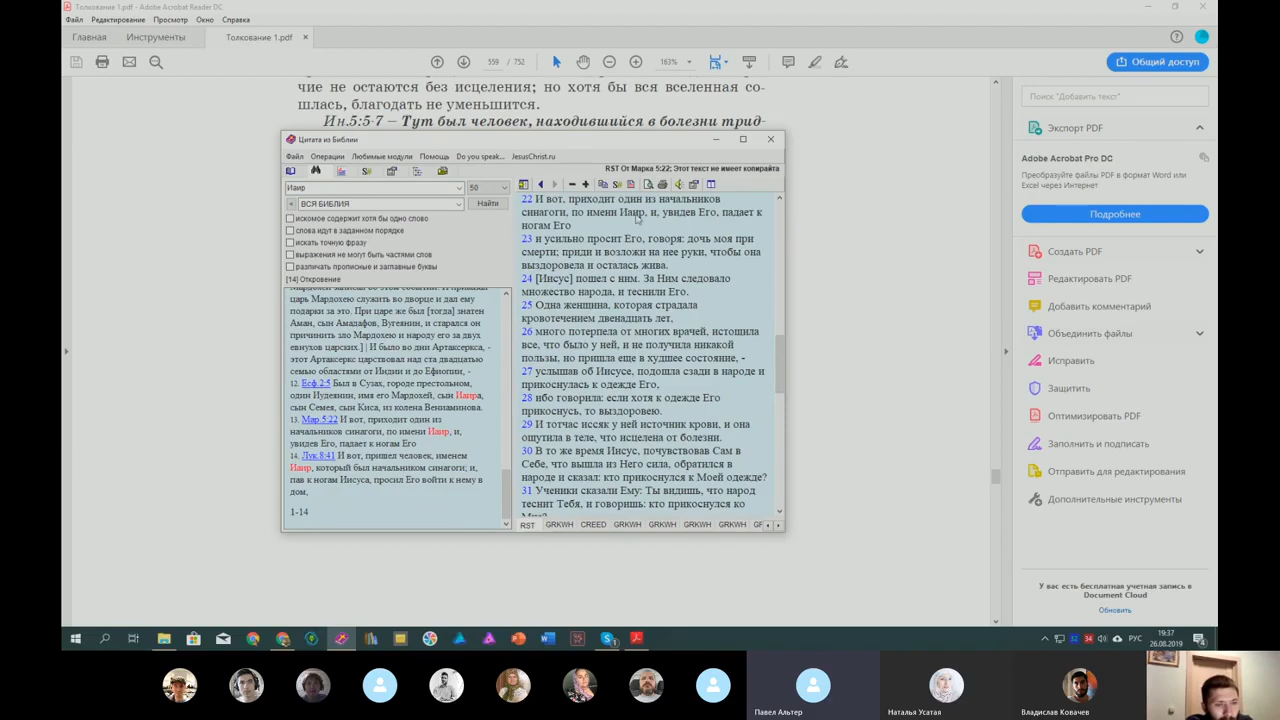 Толкование 1.pdf - Adobe Acrobat Reader DC
Файл Редактирование Просмотр Окно Справка
Главная Инструменты Толкование 1.pdf ×
559 / 752 163% Общий доступ
чие не остаются без исцеления; но хотя бы вся вселенная со-
шлась, благодать не уменьшится.
Ин.5:5-7 – Тут был человек, находившийся в болезни трид-
Цитата из Библии
Файл Операции Любимые модули Помощь Do you speak... JesusChrist.ru
RST От Марка 5:22; Этот текст не имеет копирайта
Иаир 50
ВСЯ БИБЛИЯ Найти
искомое содержит хотя бы одно слово
слова идут в заданном порядке
искать точную фразу
выражения не могут быть частями слов
различать прописные и заглавные буквы
[14] Откровение
царь Мардохею служить во дворце и дал ему
подарки за это. При царе же был [тогда] знатен
Аман, сын Амадафов, Вугеянин, и старался он
причинить зло Мардохею и народу его за двух
евнухов царских.] | И было во дни Артаксеркса, -
этот Артаксеркс царствовал над ста двадцатью
семью областями от Индии и до Ефиопии, -
12. Есф.2:5 Был в Сузах, городе престольном,
один Иудеянин, имя его Мардохей, сын Иаира,
сын Семея, сын Киса, из колена Вениаминова.
13. Мар.5:22 И вот, приходит один из
начальников синагоги, по имени Иаир, и,
увидев Его, падает к ногам Его
14. Лук.8:41 И вот, пришел человек, именем
Иаир, который был начальником синагоги; и,
пав к ногам Иисуса, просил Его войти к нему в
дом,
1-14
22 И вот, приходит один из начальников
синагоги, по имени Иаир, и, увидев Его, падает к
ногам Его
23 и усильно просит Его, говоря: дочь моя при
смерти; приди и возложи на нее руки, чтобы она
выздоровела и осталась жива.
24 [Иисус] пошел с ним. За Ним следовало
множество народа, и теснили Его.
25 Одна женщина, которая страдала
кровотечением двенадцать лет,
26 много потерпела от многих врачей, истощила
все, что было у ней, и не получила никакой
пользы, но пришла еще в худшее состояние, -
27 услышав об Иисусе, подошла сзади в народе и
прикоснулась к одежде Его,
28 ибо говорила: если хотя к одежде Его
прикоснусь, то выздоровею.
29 И тотчас иссяк у ней источник крови, и она
ощутила в теле, что исцелена от болезни.
30 В то же время Иисус, почувствовав Сам в
Себе, что вышла из Него сила, обратился в
народе и сказал: кто прикоснулся к Моей одежде?
31 Ученики сказали Ему: Ты видишь, что народ
теснит Тебя, и говоришь: кто прикоснулся ко
RST GRKWH CREED GRKWH GRKWH GRKWH GRKWH GF
Поиск "Добавить текст"
Экспорт PDF
Adobe Acrobat Pro DC
Преобразуйте файлы PDF в формат Word или
Excel через Интернет
Подробнее
Создать PDF
Редактировать PDF
Добавить комментарий
Объединить файлы
Исправить
Защитить
Оптимизировать PDF
Заполнить и подписать
Отправить для редактирования
Дополнительные инструменты
У вас есть бесплатная учетная запись в
Document Cloud
Обновить
32 34 РУС 19:37
26.08.2019
Павел Альтер Наталья Усатая Владислав Ковачев